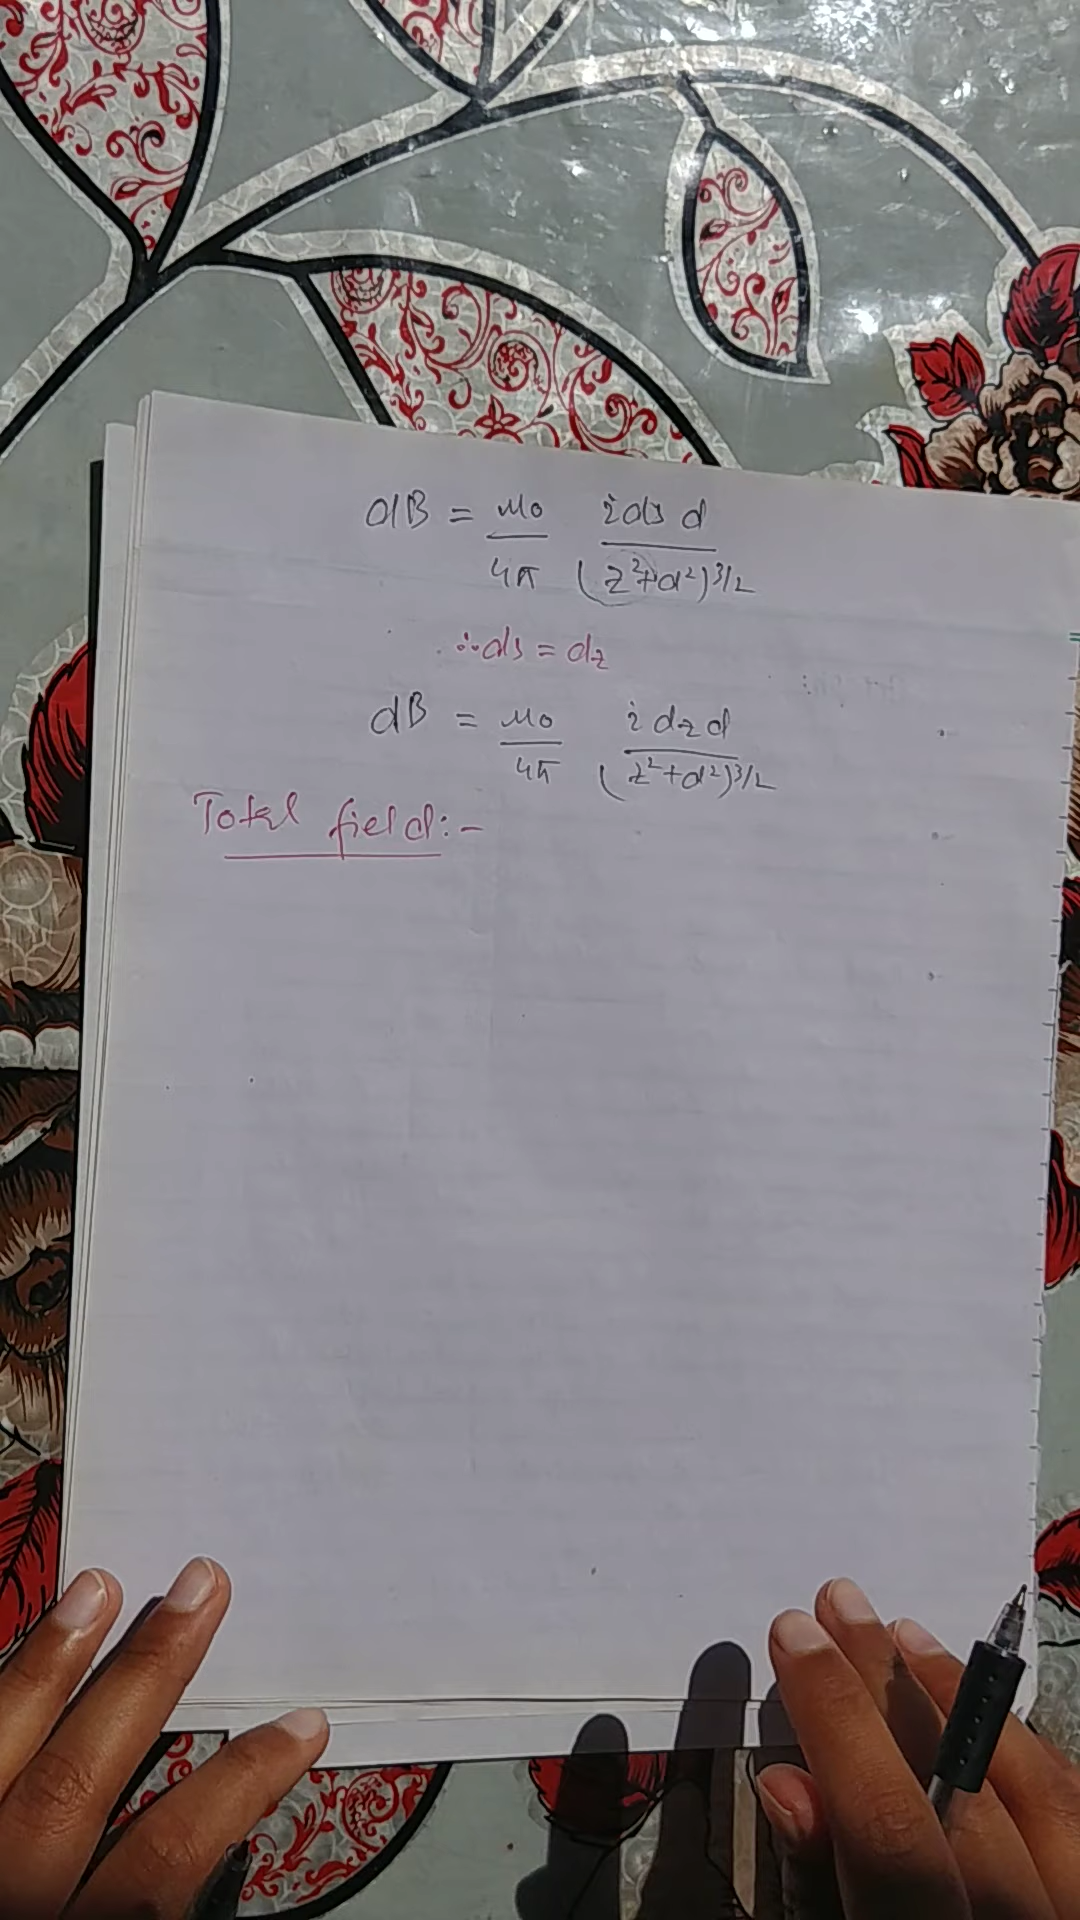 dB = μ0/4π i ds d/(z²+d²)^3/2
∴ ds = dz
dB = μ0/4π i dz d/(z²+d²)^3/2
Total field:-